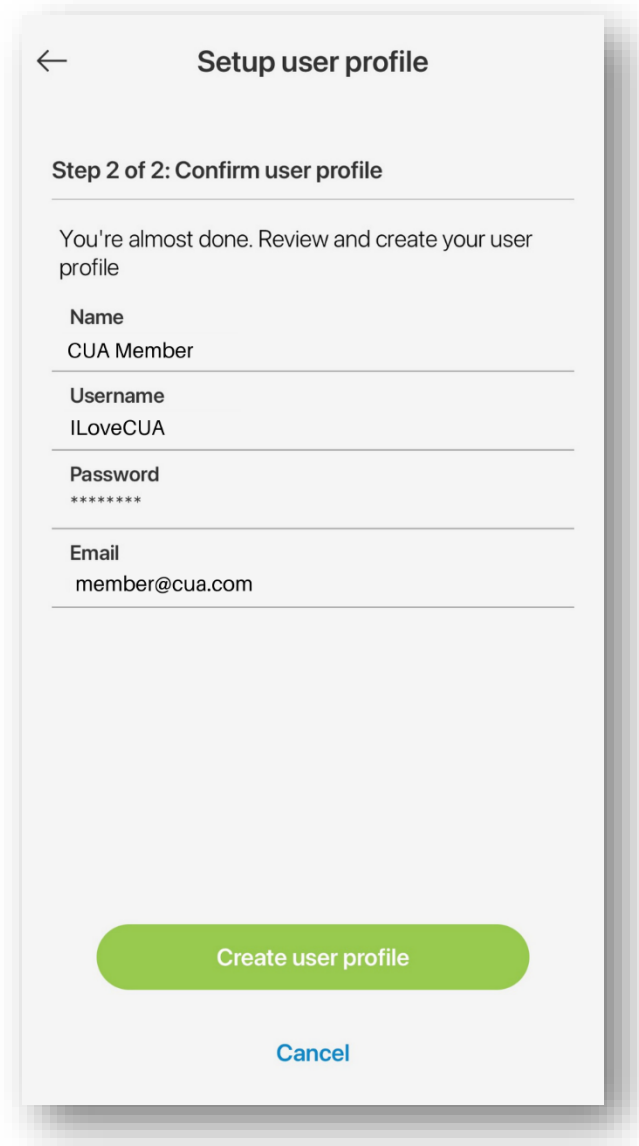 Setup user profile
Step 2 of 2: Confirm user profile
You're almost done. Review and create your user
profile
Name
CUA Member
Username
ILoveCUA
Password
********
Email
member@cua.com
Create user profile
Cancel